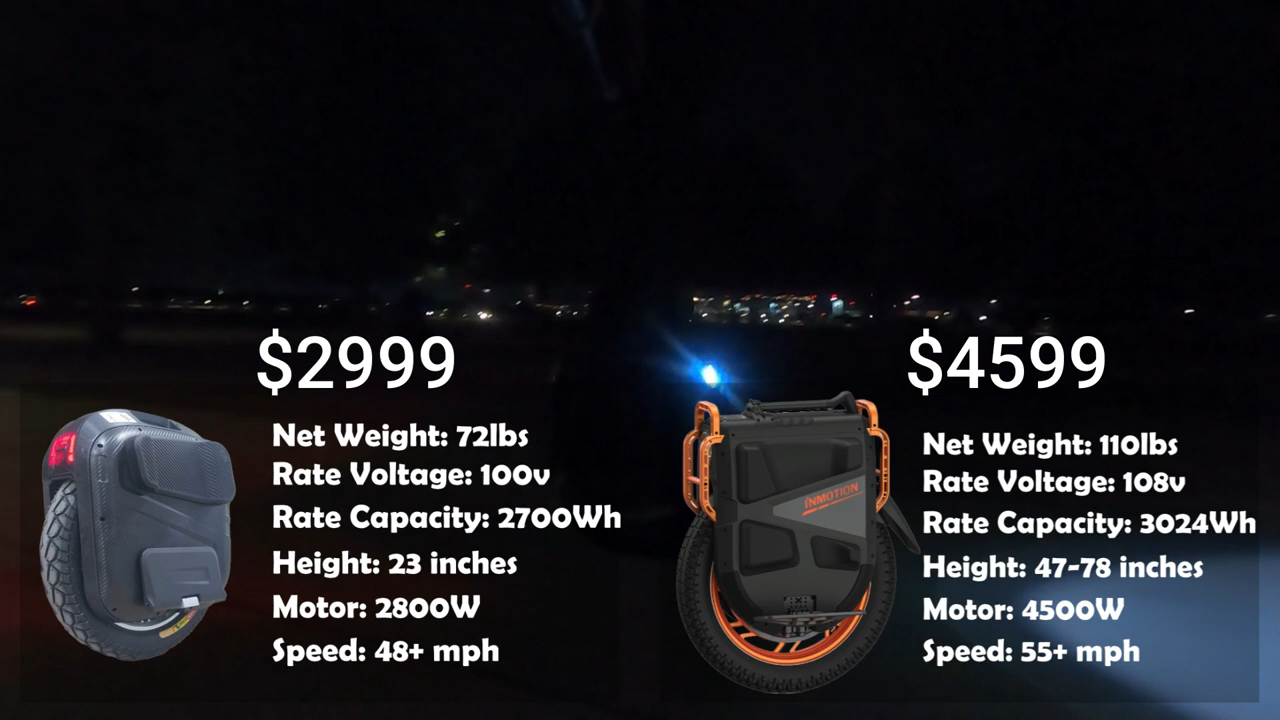 $2999
Net Weight: 72lbs
Rate Voltage: 100v
Rate Capacity: 2700Wh
Height: 23 inches
Motor: 2800W
Speed: 48+ mph
$4599
Net Weight: 110lbs
Rate Voltage: 108v
Rate Capacity: 3024Wh
Height: 47-78 inches
Motor: 4500W
Speed: 55+ mph
INMOTION